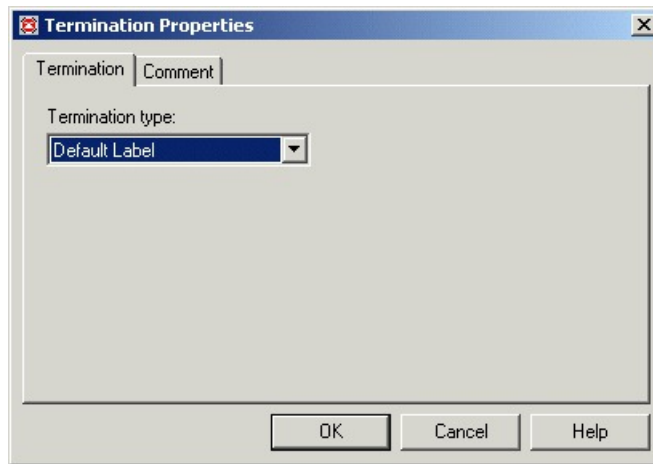 Termination Properties
Termination Comment
Termination type:
Default Label
OK Cancel Help